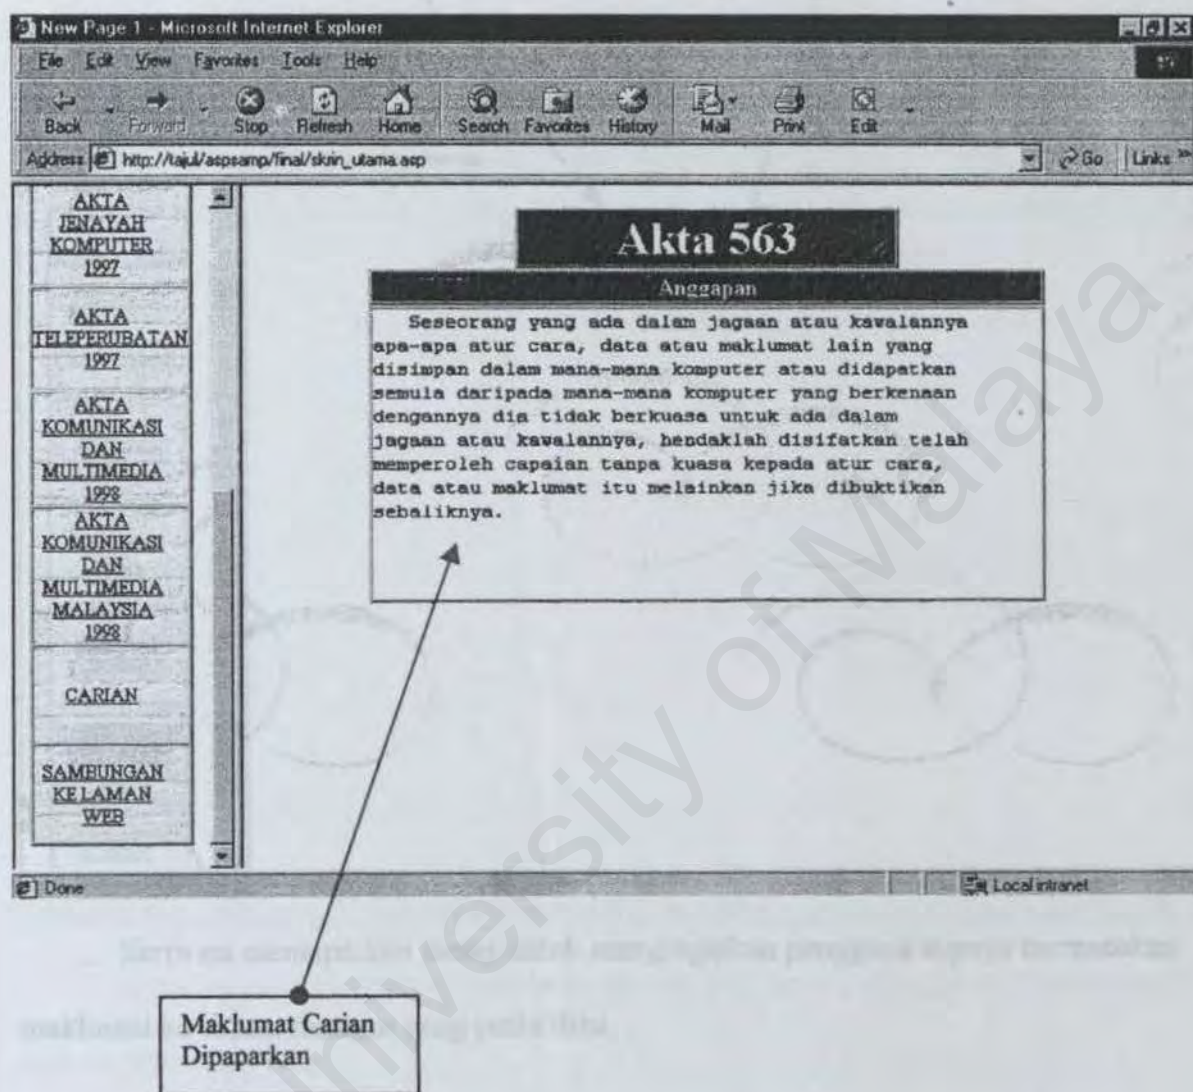 New Page 1 - Microsoft Internet Explorer
File Edit View Favorites Tools Help
Back Forward Stop Refresh Home Search Favorites History Mail Print Edit
Address http://tajul/aspsamp/final/skrin_utama.asp Go Links »
AKTA
JENAYAH
KOMPUTER
1997
AKTA
TELEPERUBATAN
1997
AKTA
KOMUNIKASI
DAN
MULTIMEDIA
1998
AKTA
KOMUNIKASI
DAN
MULTIMEDIA
MALAYSIA
1998
CARIAN
SAMBUNGAN
KE LAMAN
WEB
Akta 563
Anggapan
Seseorang yang ada dalam jagaan atau kawalannya
apa-apa atur cara, data atau maklumat lain yang
disimpan dalam mana-mana komputer atau didapatkan
semula daripada mana-mana komputer yang berkenaan
dengannya dia tidak berkuasa untuk ada dalam
jagaan atau kawalannya, hendaklah disifatkan telah
memperoleh capaian tanpa kuasa kepada atur cara,
data atau maklumat itu melainkan jika dibuktikan
sebaliknya.
Done Local intranet
Maklumat Carian
Dipaparkan
University of Malaya